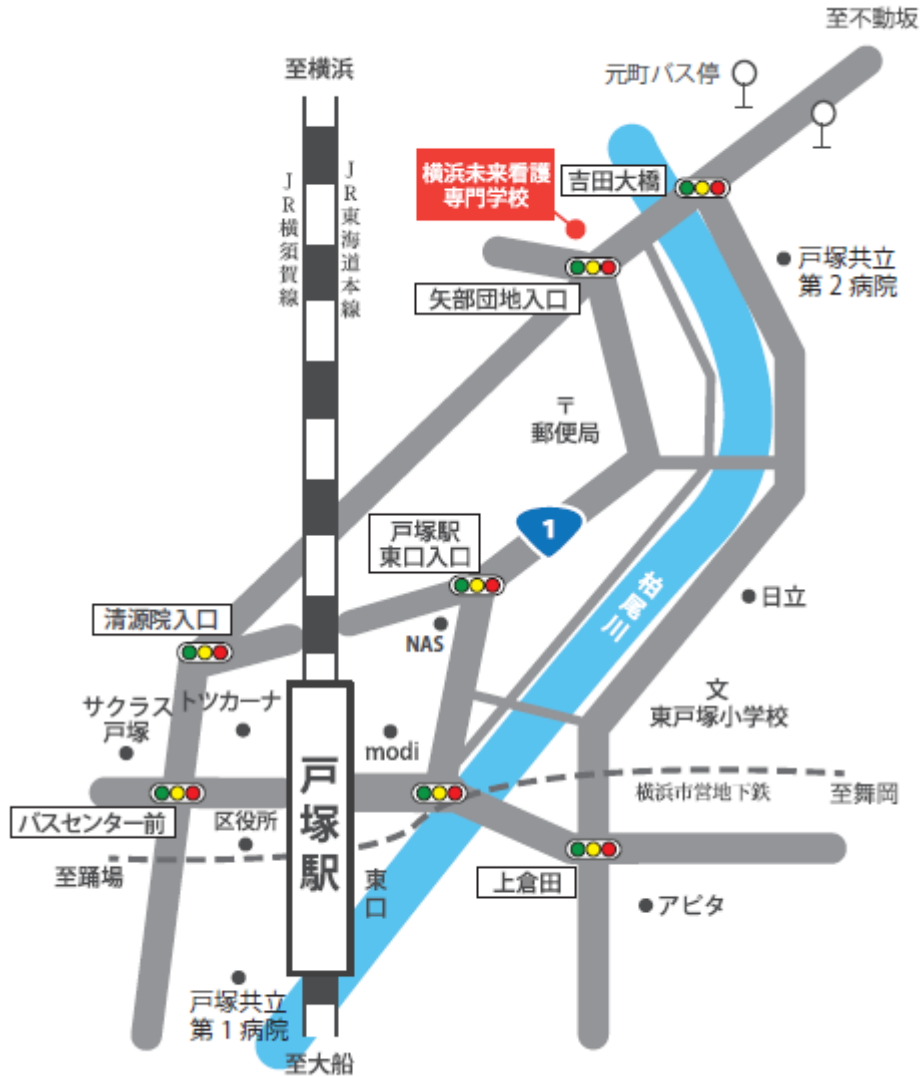 至不動坂
至横浜
元町バス停
JR横須賀線
JR東海道本線
横浜未来看護
専門学校
吉田大橋
戸塚共立
第2病院
矢部団地入口
〒
郵便局
1
戸塚駅
東口入口
柏尾川
日立
清源院入口
NAS
文
東戸塚小学校
サクラス
戸塚
トツカーナ
modi
戸塚駅
横浜市営地下鉄
至舞岡
バスセンター前
区役所
至踊場
東口
上倉田
アピタ
戸塚共立
第1病院
至大船